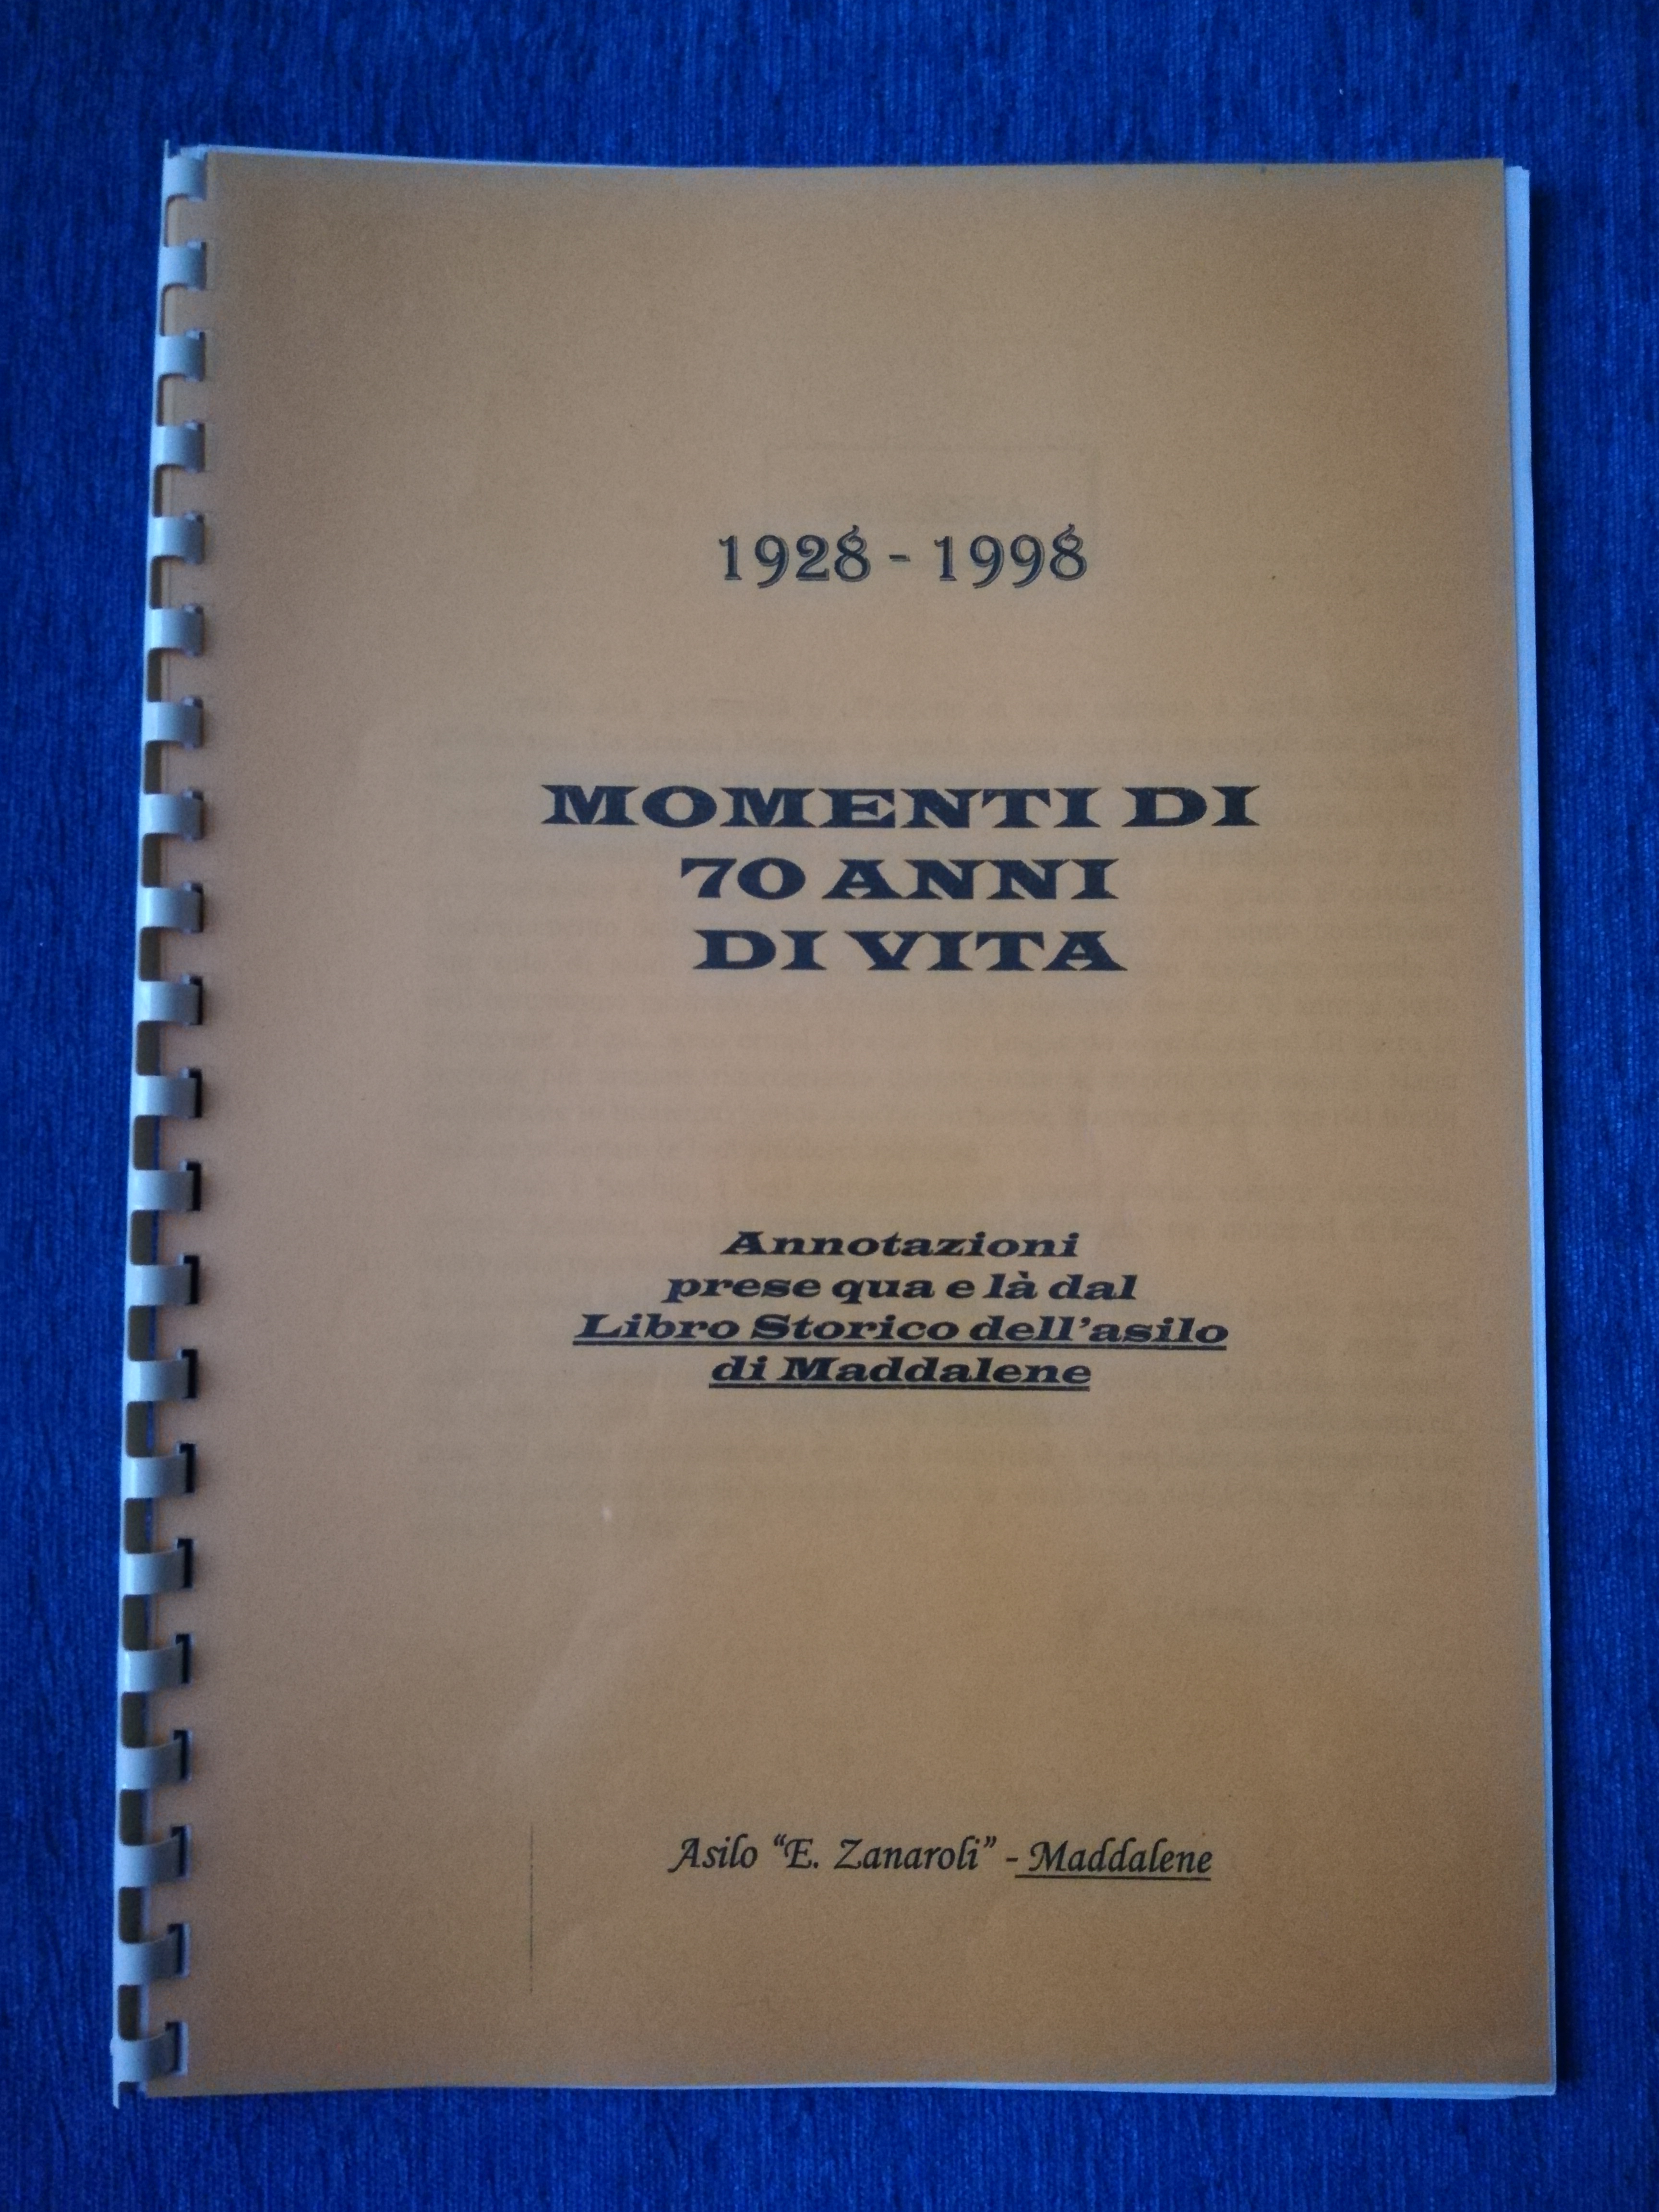 1928 - 1998
MOMENTI DI
70 ANNI
DI VITA
Annotazioni
prese qua e là dal
Libro Storico dell'asilo
di Maddalene
Asilo “E. Zanaroli” - Maddalene